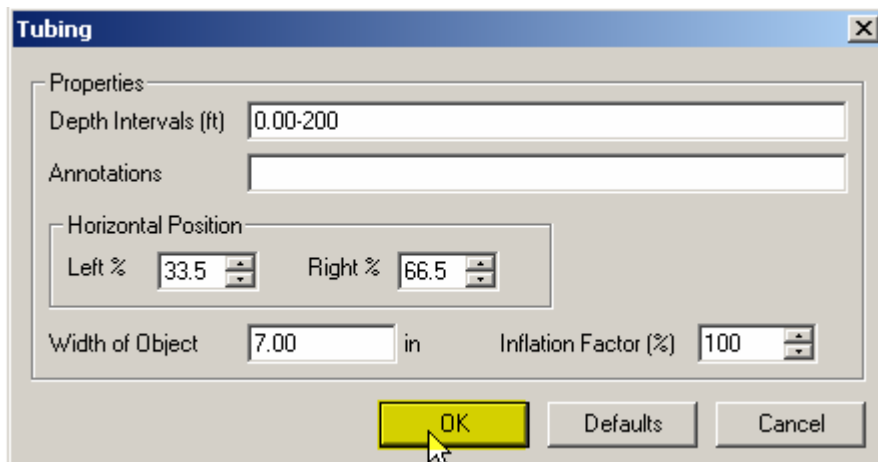 Tubing
Properties
Depth Intervals (ft) 0.00-200
Annotations
Horizontal Position
Left % 33.5 Right % 66.5
Width of Object 7.00 in Inflation Factor (%) 100
OK Defaults Cancel